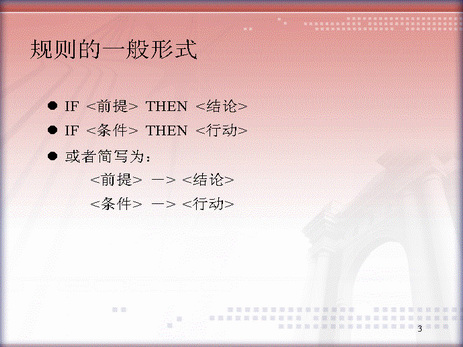 规则的一般形式
● IF <前提> THEN <结论>
● IF <条件> THEN <行动>
● 或者简写为：
<前提> —> <结论>
<条件> —> <行动>
3